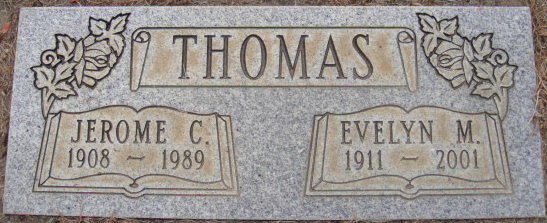 THOMAS
JEROME C.
1908 ~ 1989
EVELYN M.
1911 ~ 2001